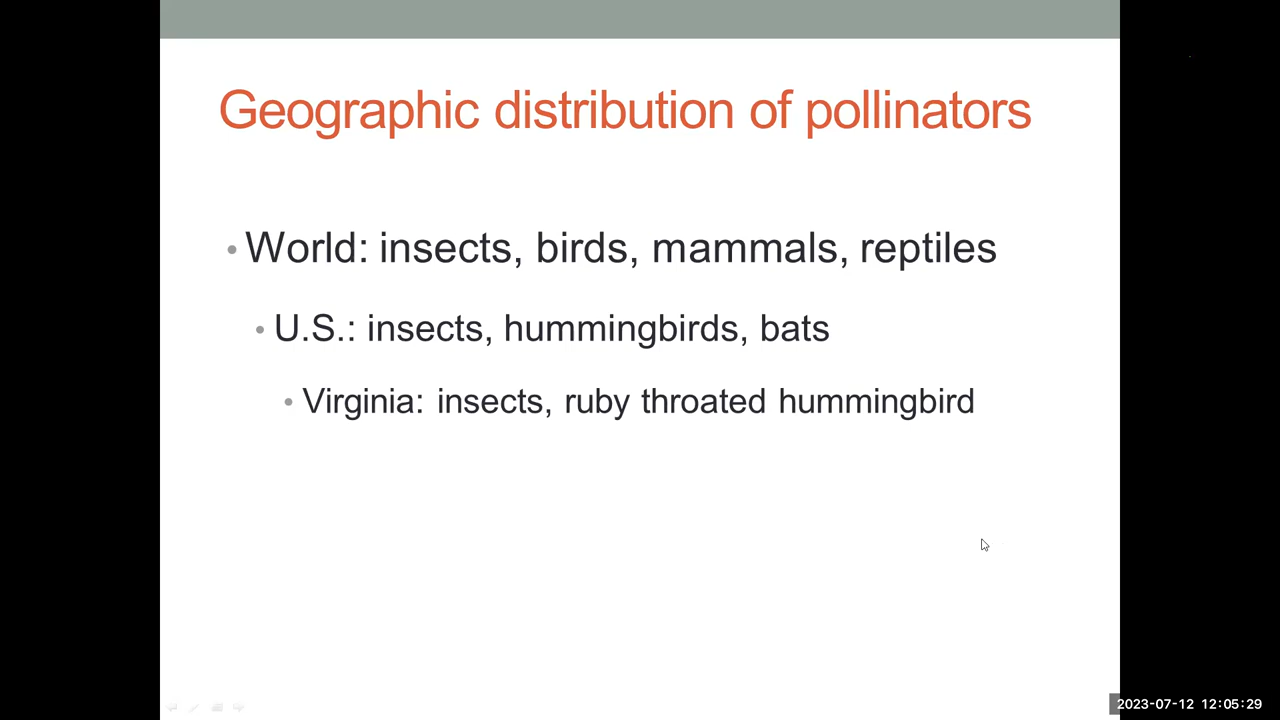 Geographic distribution of pollinators
• World: insects, birds, mammals, reptiles
• U.S.: insects, hummingbirds, bats
• Virginia: insects, ruby throated hummingbird
2023-07-12 12:05:29